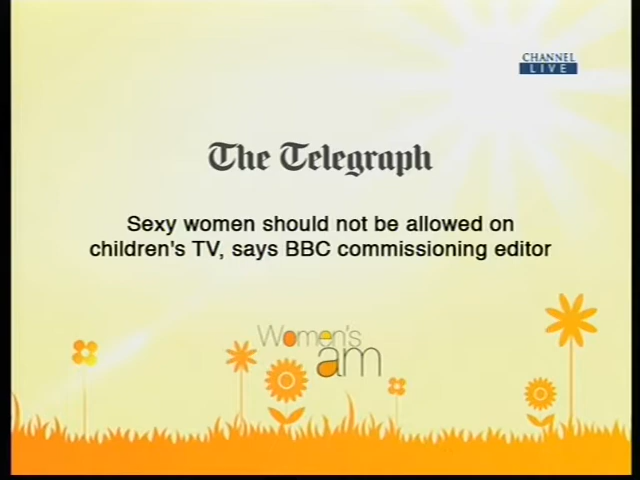 CHANNEL
LIVE
The Telegraph
Sexy women should not be allowed on
children's TV, says BBC commissioning editor
Women's
am